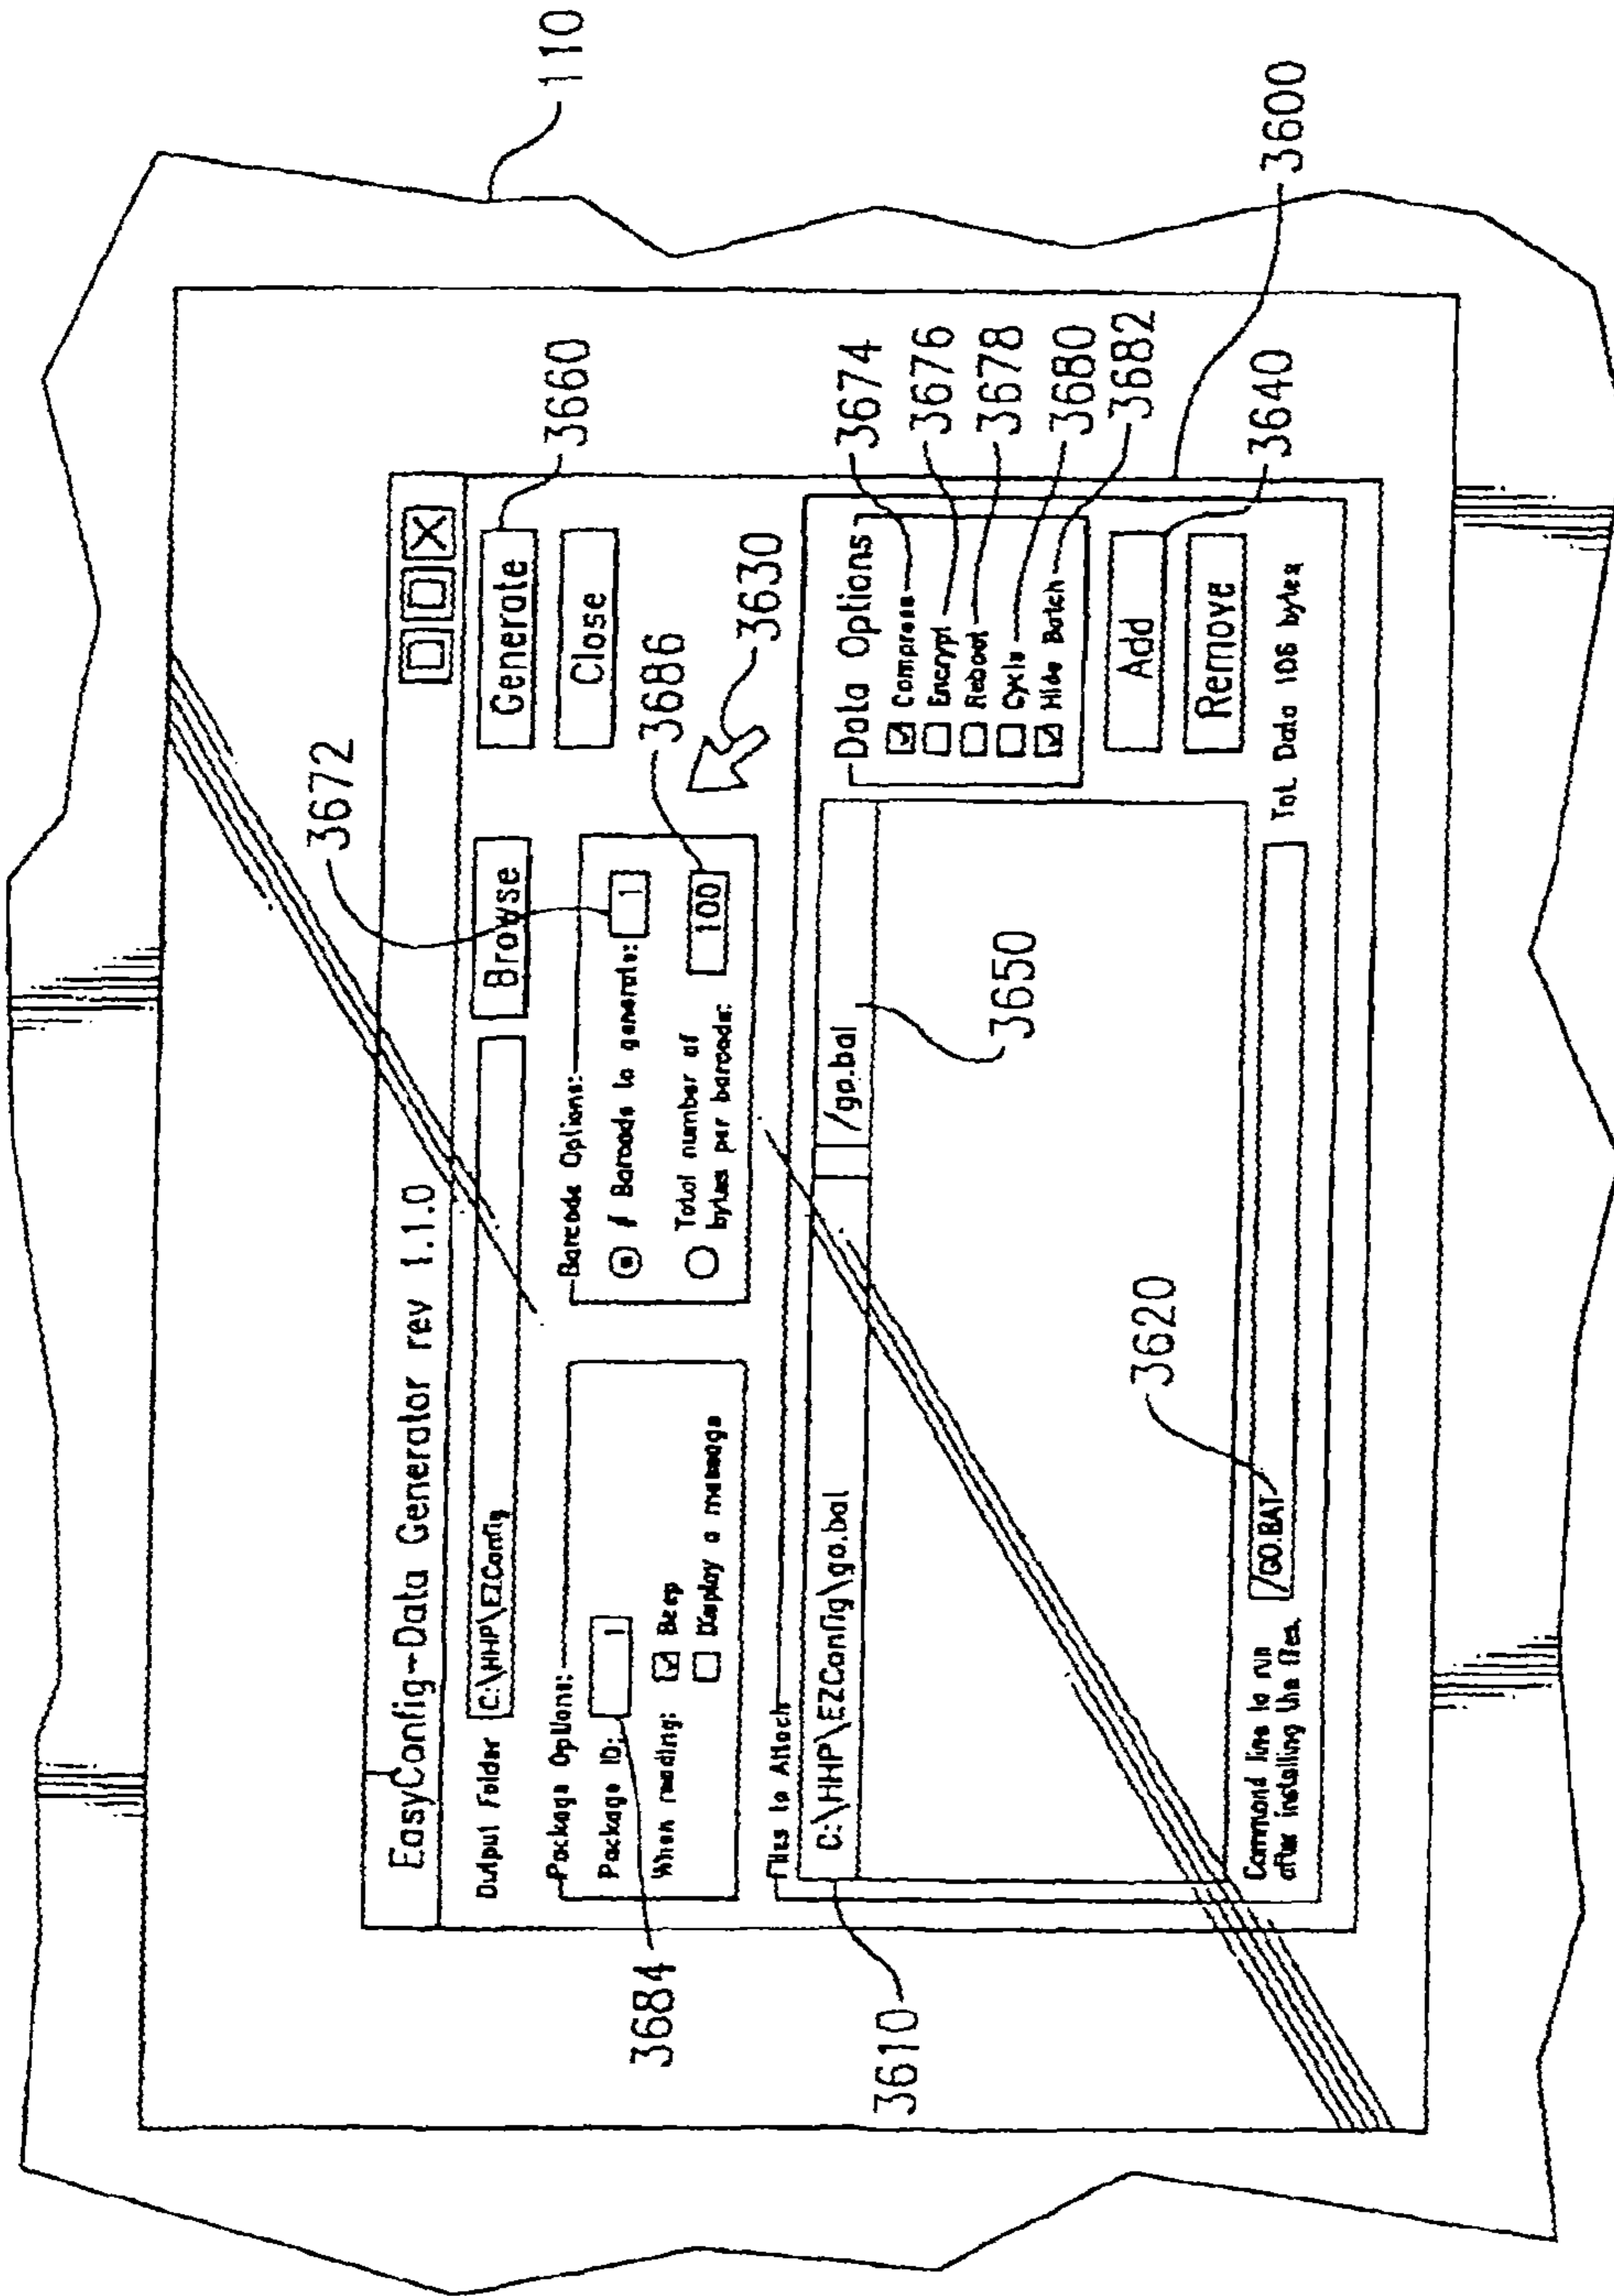 110
EasyConfig-Data Generator rev 1.1.0
3672
3660
Output Folder C:\HHP\EZConfig Browse Generate
Close
Package Options:
Package ID: 1
When reading: Beep
Display a message
Barcode Options:
# Barcods to generate: 1
Total number of
bytes per barcode: 100
3686
3630
3684
Files to Attach
C:\HHP\EZConfig\go.bat /go.bat
3610
3650
Data Options
Compress 3674
Encrypt 3676
Reboot 3678
Cycle 3680
Hide Batch 3682
Add 3640
Remove
3620
Command line to run
after installing the files.
/GO.BAT
Tot. Data 106 bytes
3600